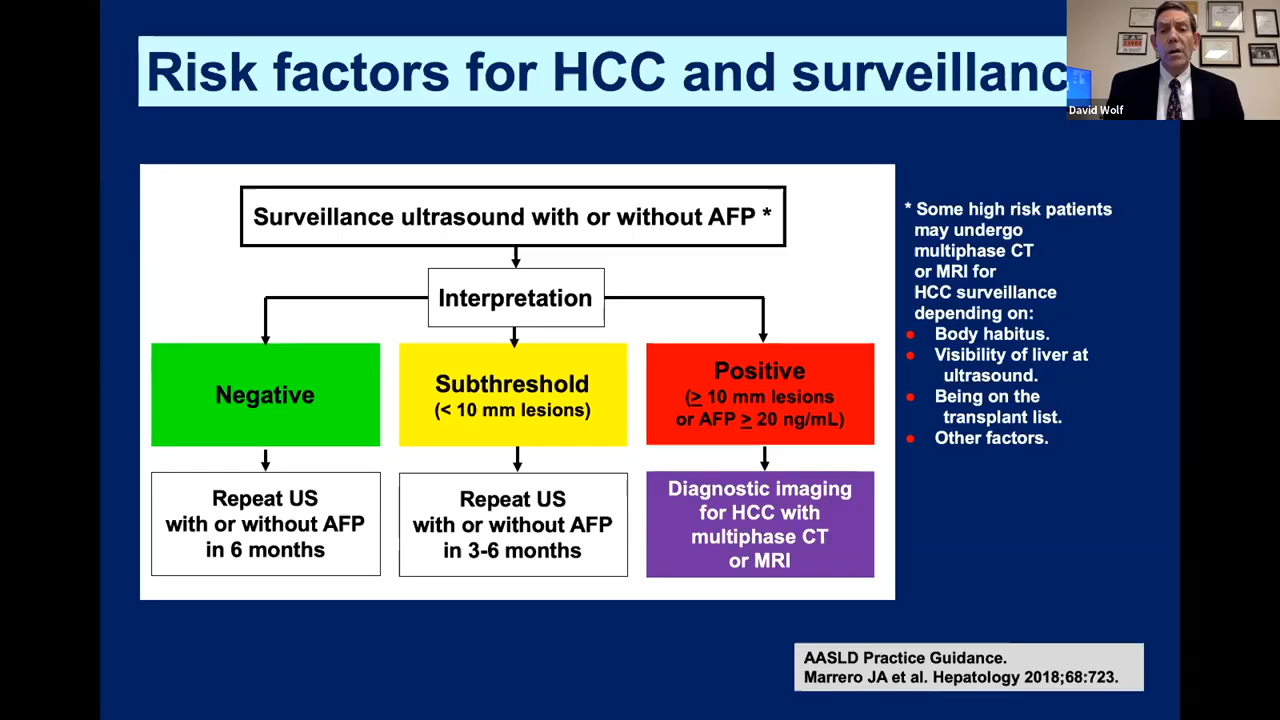 Risk factors for HCC and surveillanc
David Wolf
Surveillance ultrasound with or without AFP *
Interpretation
Negative
Subthreshold
(< 10 mm lesions)
Positive
(≥ 10 mm lesions
or AFP ≥ 20 ng/mL)
Repeat US
with or without AFP
in 6 months
Repeat US
with or without AFP
in 3-6 months
Diagnostic imaging
for HCC with
multiphase CT
or MRI
* Some high risk patients
may undergo
multiphase CT
or MRI for
HCC surveillance
depending on:
● Body habitus.
● Visibility of liver at
ultrasound.
● Being on the
transplant list.
● Other factors.
AASLD Practice Guidance.
Marrero JA et al. Hepatology 2018;68:723.